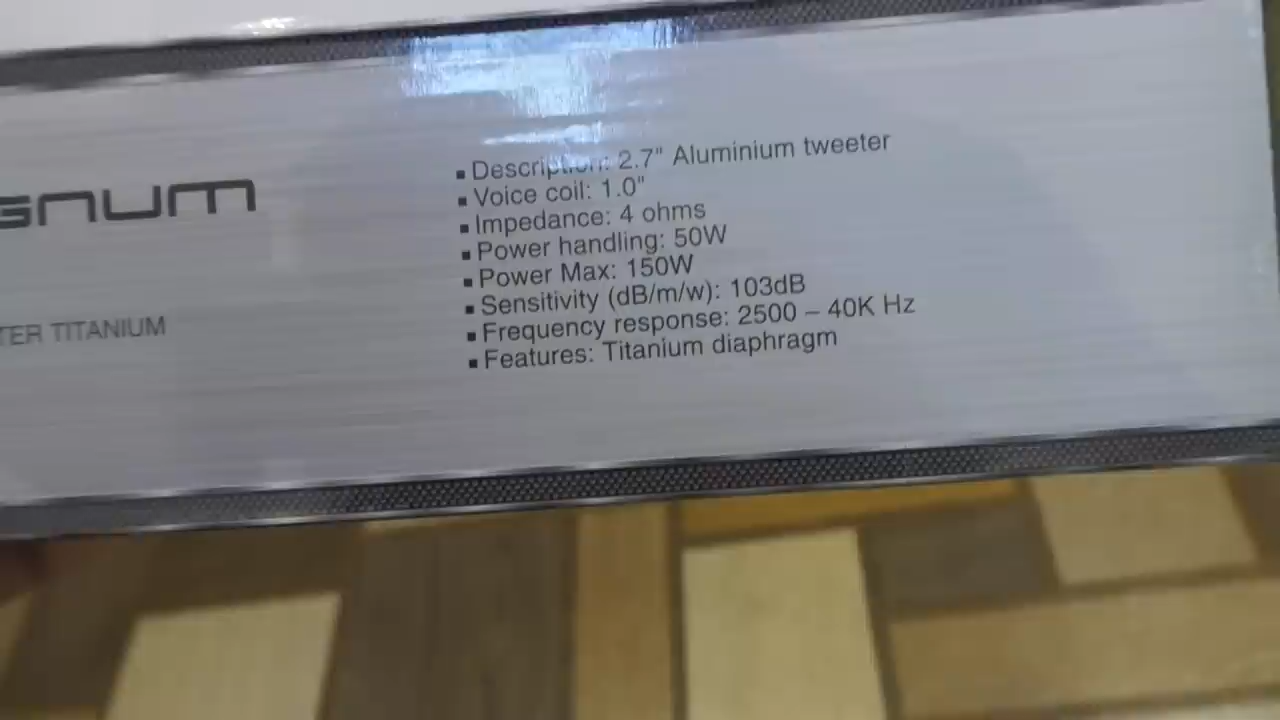 GNUM
TER TITANIUM
▪ Description: 2.7" Aluminium tweeter
▪ Voice coil: 1.0"
▪ Impedance: 4 ohms
▪ Power handling: 50W
▪ Power Max: 150W
▪ Sensitivity (dB/m/w): 103dB
▪ Frequency response: 2500 – 40K Hz
▪ Features: Titanium diaphragm